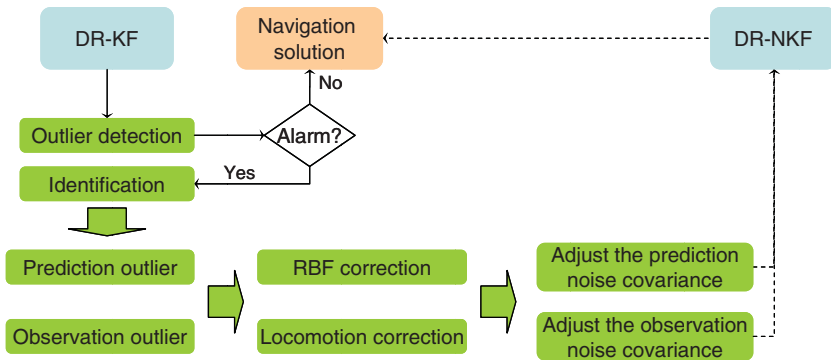 DR-KF
Navigation
solution
DR-NKF
No
Outlier detection
Alarm?
Yes
Identification
Prediction outlier
RBF correction
Adjust the prediction
noise covariance
Observation outlier
Locomotion correction
Adjust the observation
noise covariance